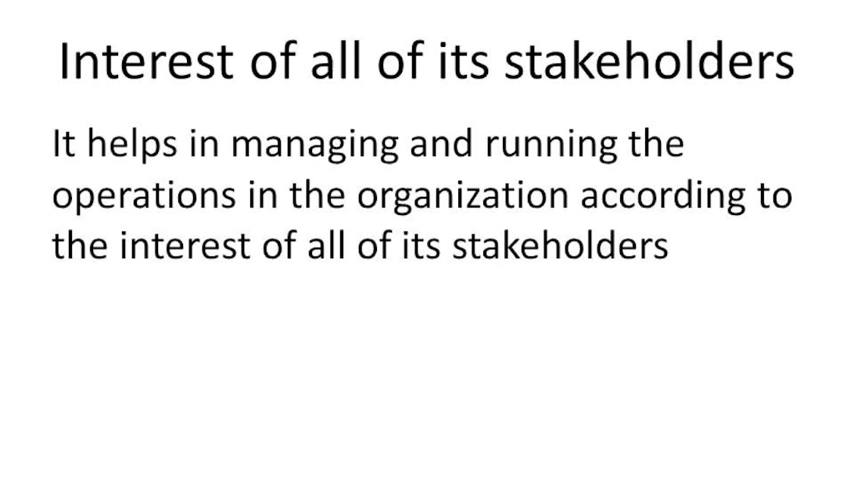 Interest of all of its stakeholders
It helps in managing and running the
operations in the organization according to
the interest of all of its stakeholders